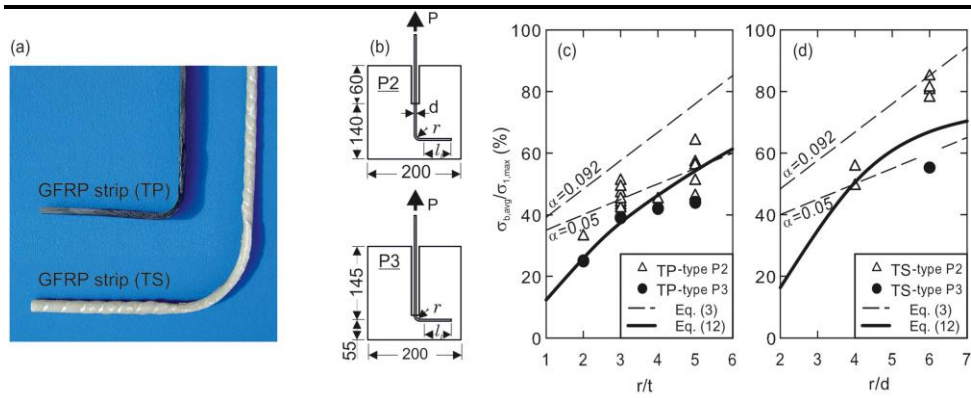 (a)
GFRP strip (TP)
GFRP strip (TS)
(b)
P
P2
60
140
d
r
l
200
P
P3
145
55
r
l
200
(c)
σb,avg/σ1,max (%)
100
80
60
40
20
0
α=0.092
α=0.05
△ TP-type P2
● TP-type P3
Eq. (3)
Eq. (12)
1 2 3 4 5 6
r/t
(d)
100
80
60
40
20
0
α=0.092
α=0.05
△ TS-type P2
● TS-type P3
Eq. (3)
Eq. (12)
2 3 4 5 6 7
r/d